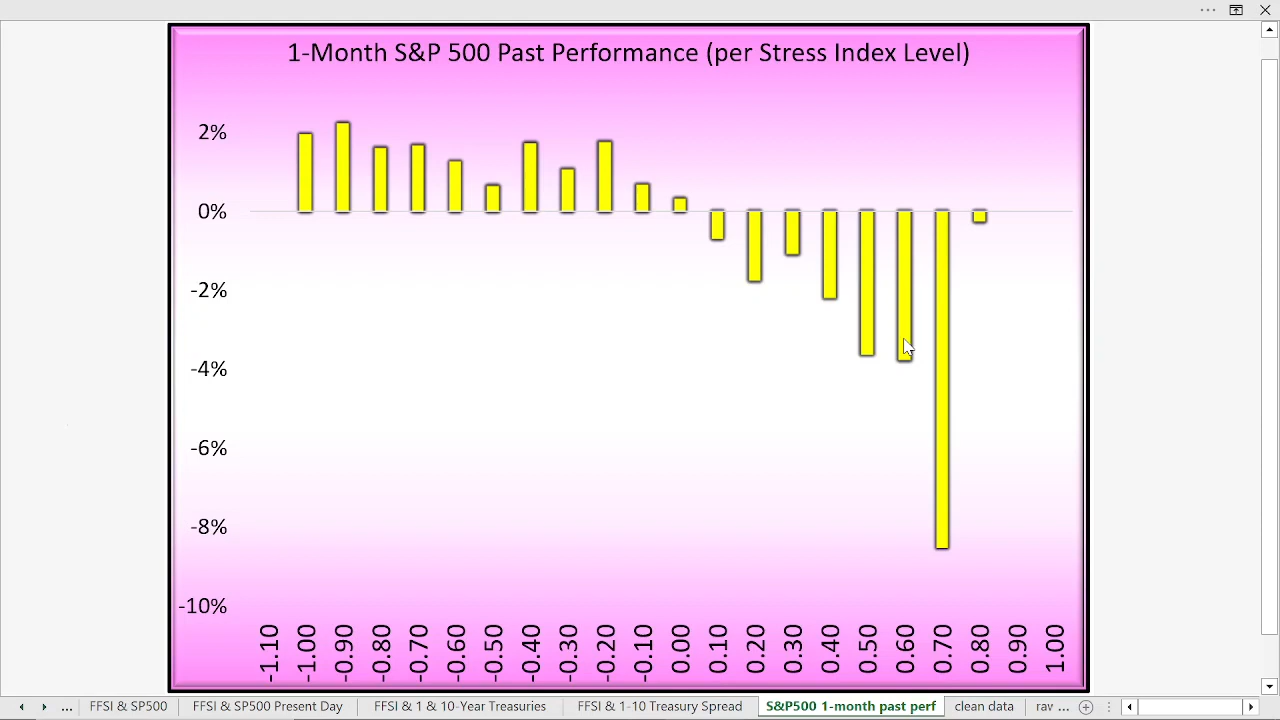 1-Month S&P 500 Past Performance (per Stress Index Level)
2%
0%
-2%
-4%
-6%
-8%
-10%
-1.10 -1.00 -0.90 -0.80 -0.70 -0.60 -0.50 -0.40 -0.30 -0.20 -0.10 0.00 0.10 0.20 0.30 0.40 0.50 0.60 0.70 0.80 0.90 1.00
... FFSI & SP500 FFSI & SP500 Present Day FFSI & 1 & 10-Year Treasuries FFSI & 1-10 Treasury Spread S&P500 1-month past perf clean data rav ...